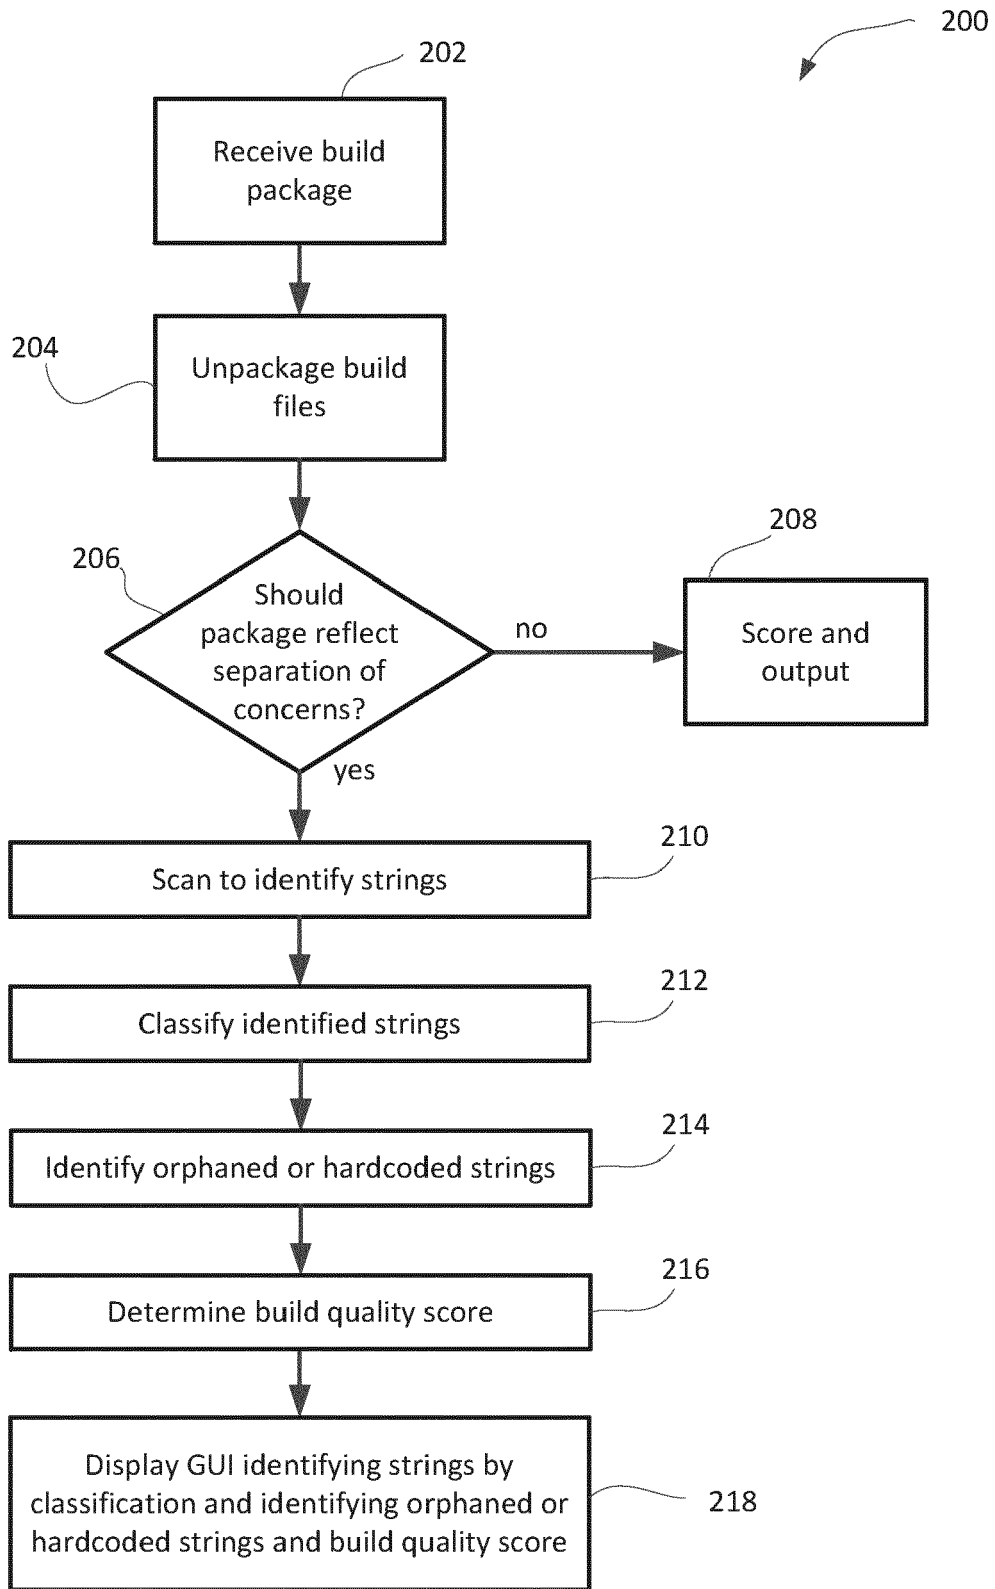 200
202
Receive build
package
204
Unpackage build
files
206
Should
package reflect
separation of
concerns?
no
208
Score and
output
yes
210
Scan to identify strings
212
Classify identified strings
214
Identify orphaned or hardcoded strings
216
Determine build quality score
Display GUI identifying strings by
classification and identifying orphaned or
hardcoded strings and build quality score
218